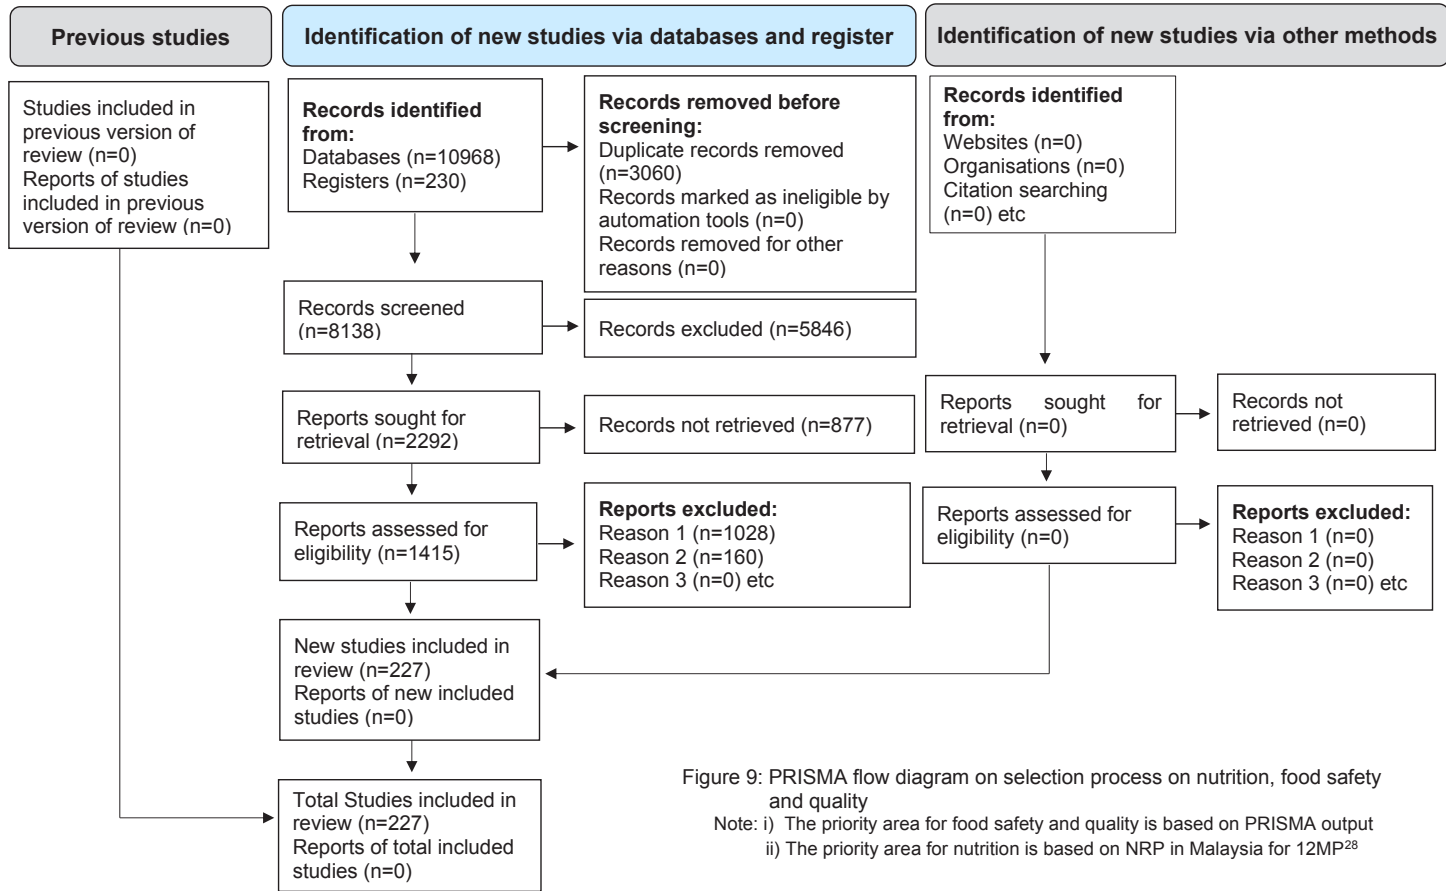 Previous studies
Identification of new studies via databases and register
Identification of new studies via other methods
Studies included in
previous version of
review (n=0)
Reports of studies
included in previous
version of review (n=0)
Records identified
from:
Databases (n=10968)
Registers (n=230)
Records removed before
screening:
Duplicate records removed
(n=3060)
Records marked as ineligible by
automation tools (n=0)
Records removed for other
reasons (n=0)
Records identified
from:
Websites (n=0)
Organisations (n=0)
Citation searching
(n=0) etc
Records screened
(n=8138)
Records excluded (n=5846)
Reports sought for
retrieval (n=2292)
Records not retrieved (n=877)
Reports sought for
retrieval (n=0)
Records not
retrieved (n=0)
Reports assessed for
eligibility (n=1415)
Reports excluded:
Reason 1 (n=1028)
Reason 2 (n=160)
Reason 3 (n=0) etc
Reports assessed for
eligibility (n=0)
Reports excluded:
Reason 1 (n=0)
Reason 2 (n=0)
Reason 3 (n=0) etc
New studies included in
review (n=227)
Reports of new included
studies (n=0)
Total Studies included in
review (n=227)
Reports of total included
studies (n=0)
Figure 9: PRISMA flow diagram on selection process on nutrition, food safety
and quality
Note: i) The priority area for food safety and quality is based on PRISMA output
ii) The priority area for nutrition is based on NRP in Malaysia for 12MP28